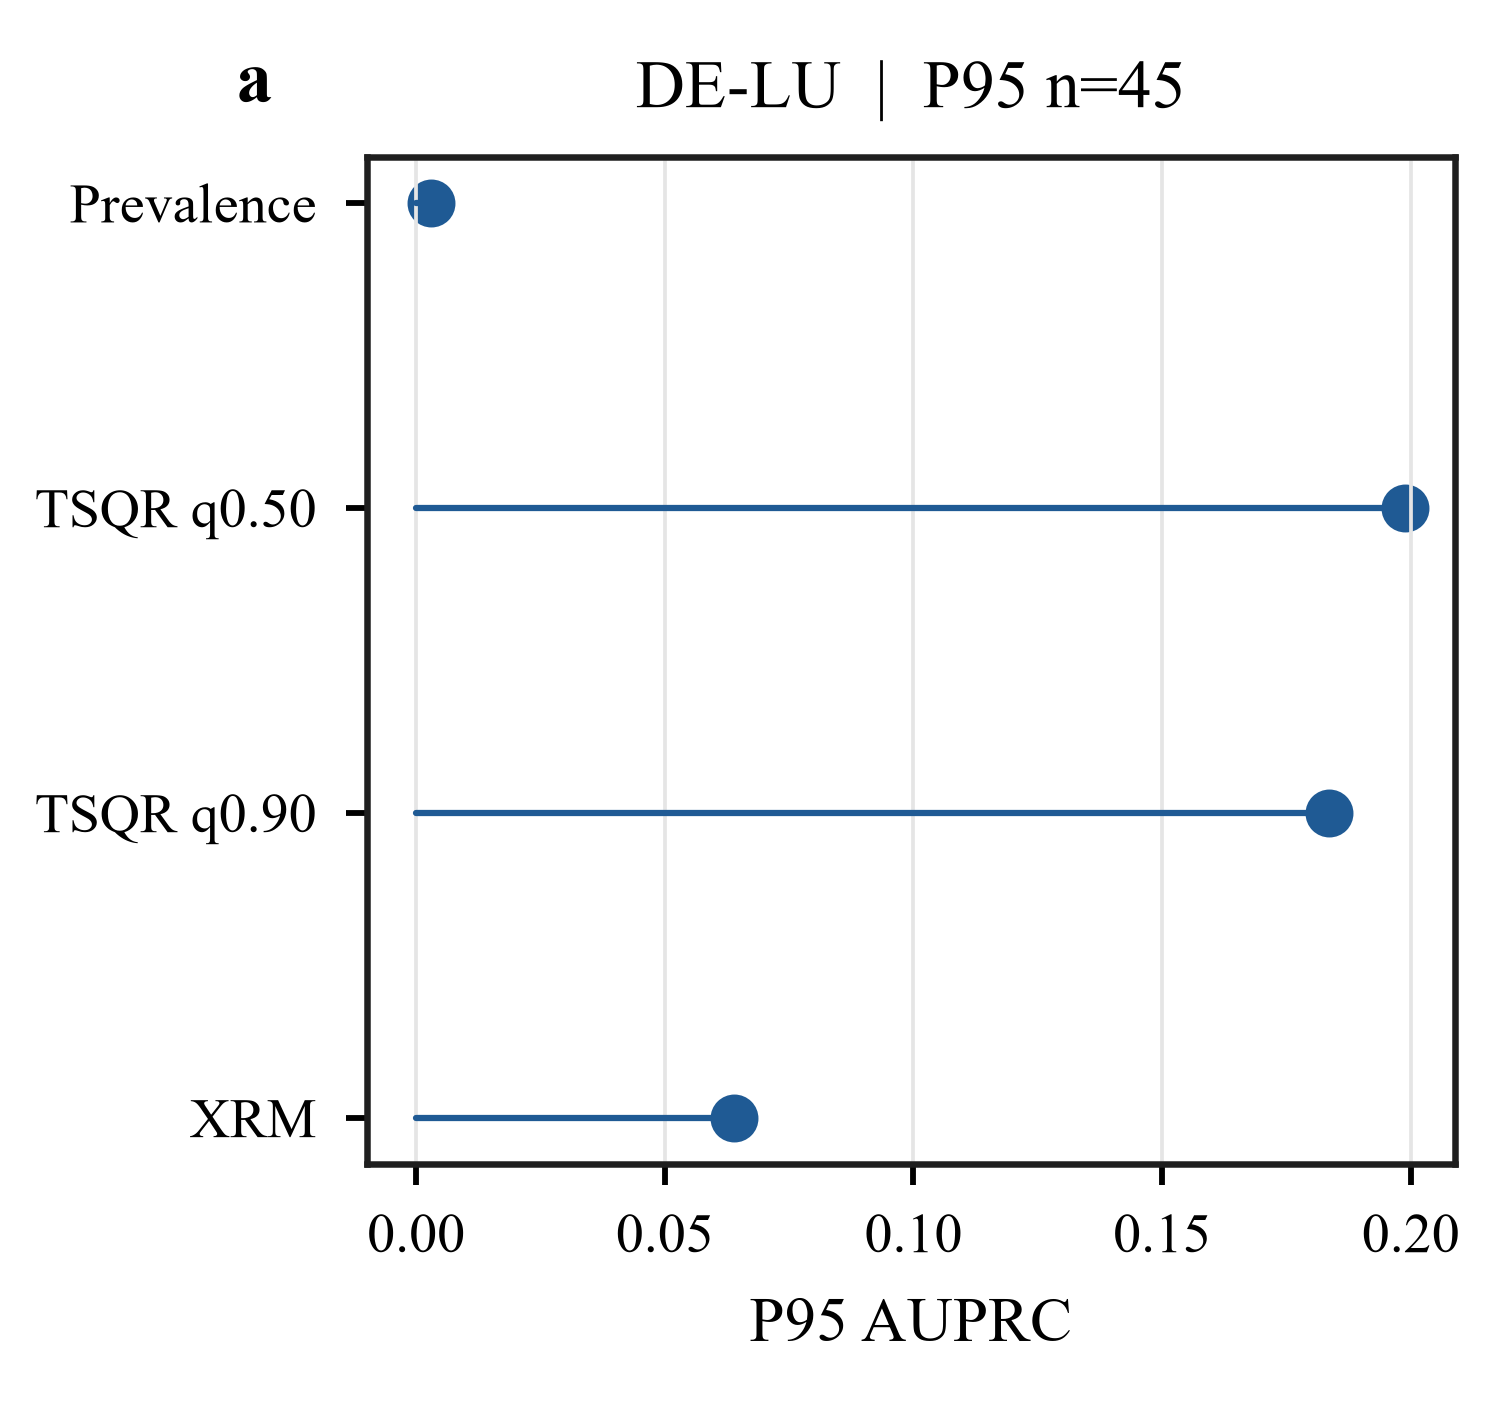 a
DE-LU | P95 n=45
Prevalence
TSQR q0.50
TSQR q0.90
XRM
0.00 0.05 0.10 0.15 0.20
P95 AUPRC